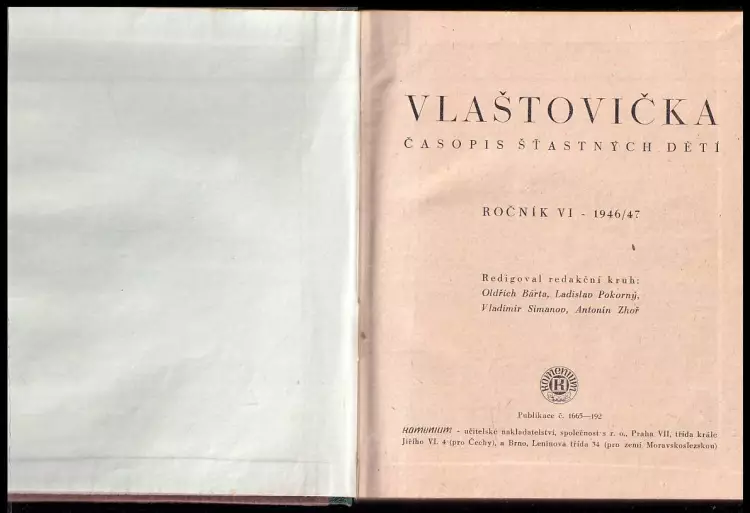 VLAŠTOVIČKA
ČASOPIS ŠŤASTNÝCH DĚTÍ
ROČNÍK VI - 1946/47
Redigoval redakční kruh:
Oldřich Bárta, Ladislav Pokorný,
Vladimír Simanov, Antonín Zhoř
KOMENIUM
K
Publikace č. 1665—192
KOMENIUM - učitelské nakladatelství, společnost s r. o., Praha VII, třída krále
Jiřího VI. 4 (pro Čechy), a Brno, Leninova třída 34 (pro zemi Moravskoslezskou)